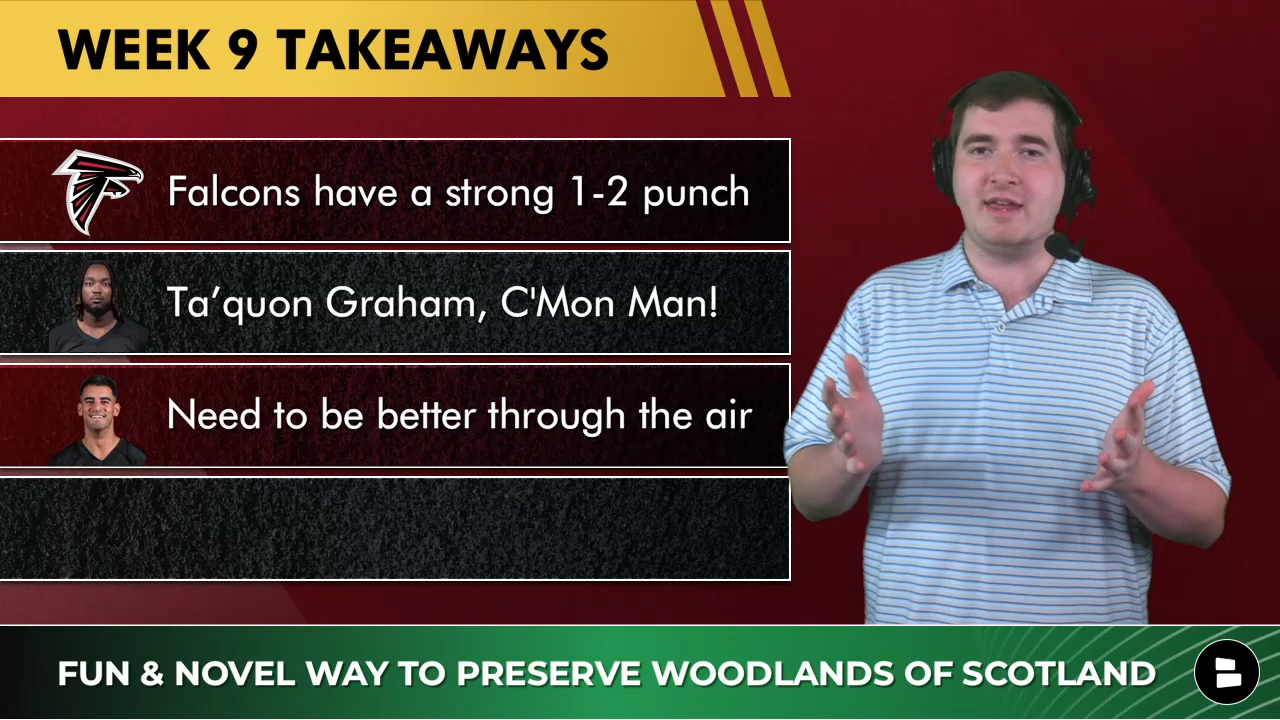 WEEK 9 TAKEAWAYS
Falcons have a strong 1-2 punch
Ta’quon Graham, C'Mon Man!
Need to be better through the air
FUN & NOVEL WAY TO PRESERVE WOODLANDS OF SCOTLAND